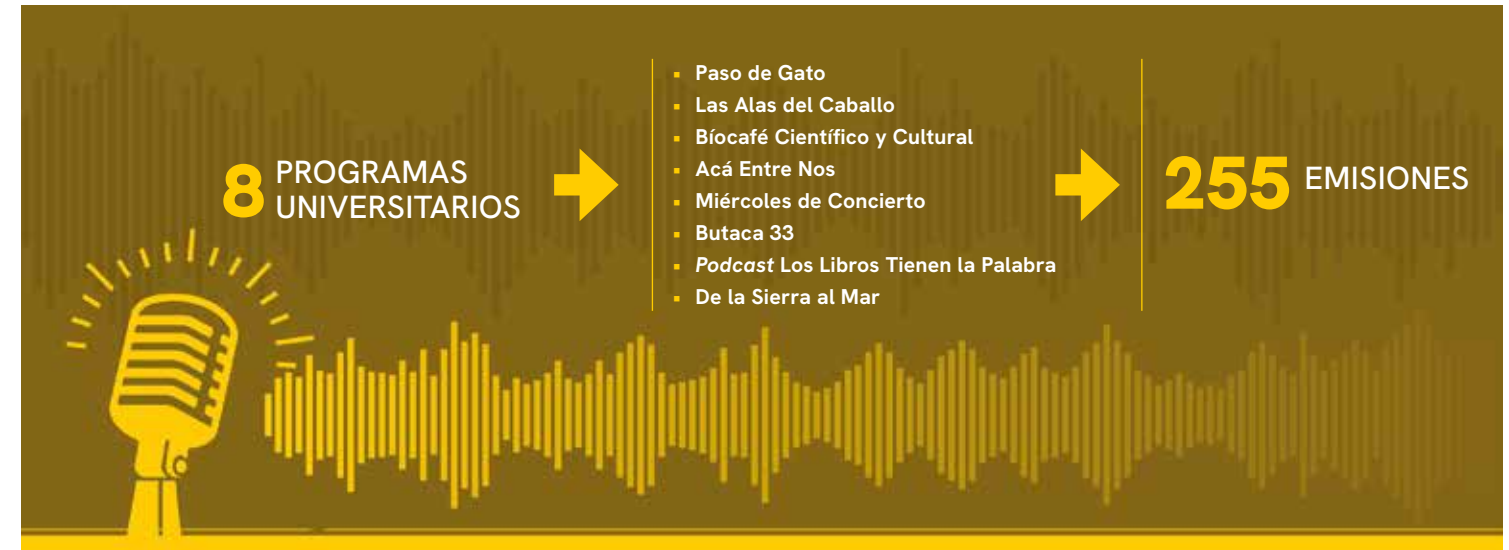 8 PROGRAMAS
UNIVERSITARIOS
▪ Paso de Gato
▪ Las Alas del Caballo
▪ Bíocafé Científico y Cultural
▪ Acá Entre Nos
▪ Miércoles de Concierto
▪ Butaca 33
▪ Podcast Los Libros Tienen la Palabra
▪ De la Sierra al Mar
255 EMISIONES